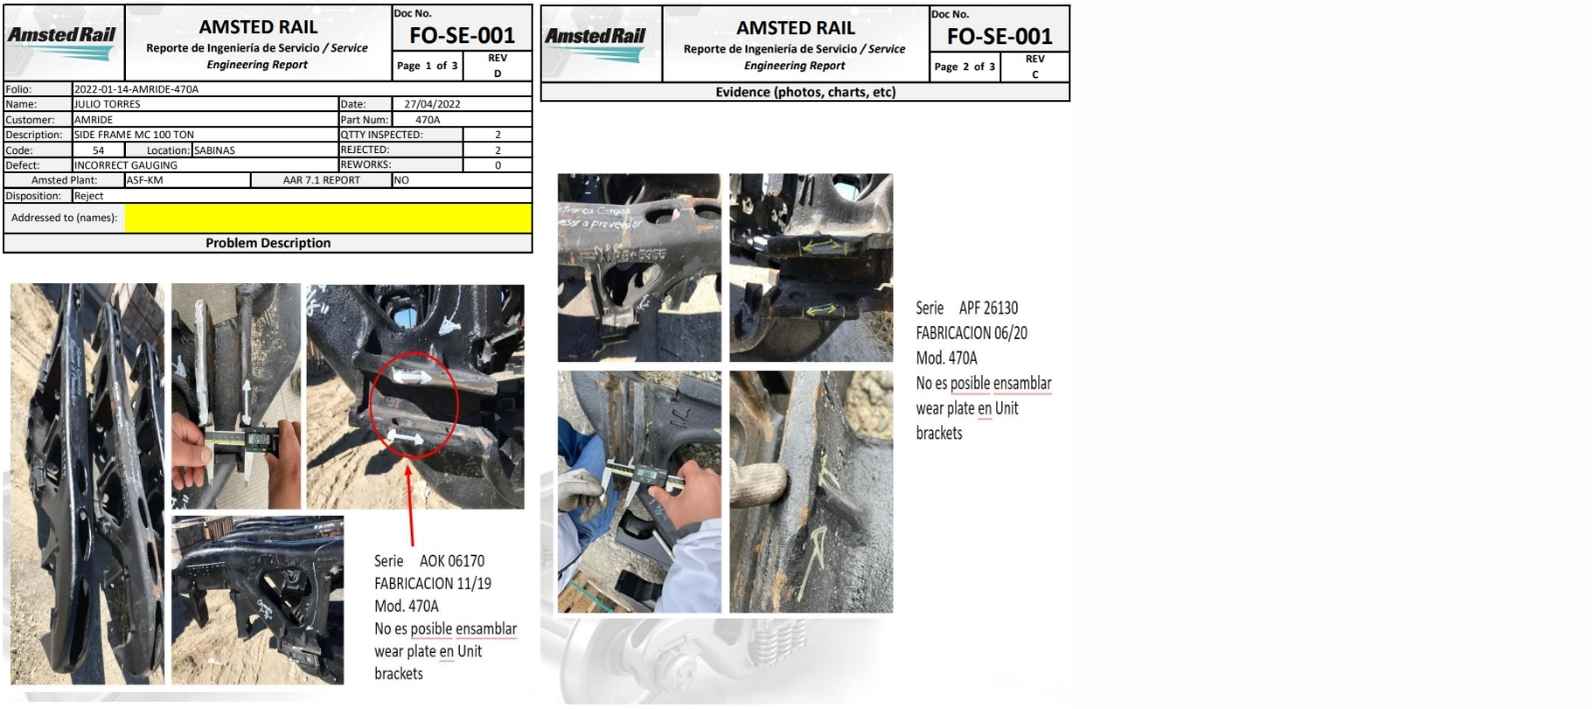 AmstedRail
AMSTED RAIL
Reporte de Ingeniería de Servicio / Service
Engineering Report
Doc No.
FO-SE-001
Page 1 of 3
REV
D
Folio: 2022-01-14-AMRIDE-470A
Name: JULIO TORRES Date: 27/04/2022
Customer: AMRIDE Part Num: 470A
Description: SIDE FRAME MC 100 TON QTTY INSPECTED: 2
Code: 54 Location: SABINAS REJECTED: 2
Defect: INCORRECT GAUGING REWORKS: 0
Amsted Plant: ASF-KM AAR 7.1 REPORT NO
Disposition: Reject
Addressed to (names):
Problem Description
Serie AOK 06170
FABRICACION 11/19
Mod. 470A
No es posible ensamblar
wear plate en Unit
brackets
AmstedRail
AMSTED RAIL
Reporte de Ingeniería de Servicio / Service
Engineering Report
Doc No.
FO-SE-001
Page 2 of 3
REV
C
Evidence (photos, charts, etc)
a proveedor
Serie APF 26130
FABRICACION 06/20
Mod. 470A
No es posible ensamblar
wear plate en Unit
brackets